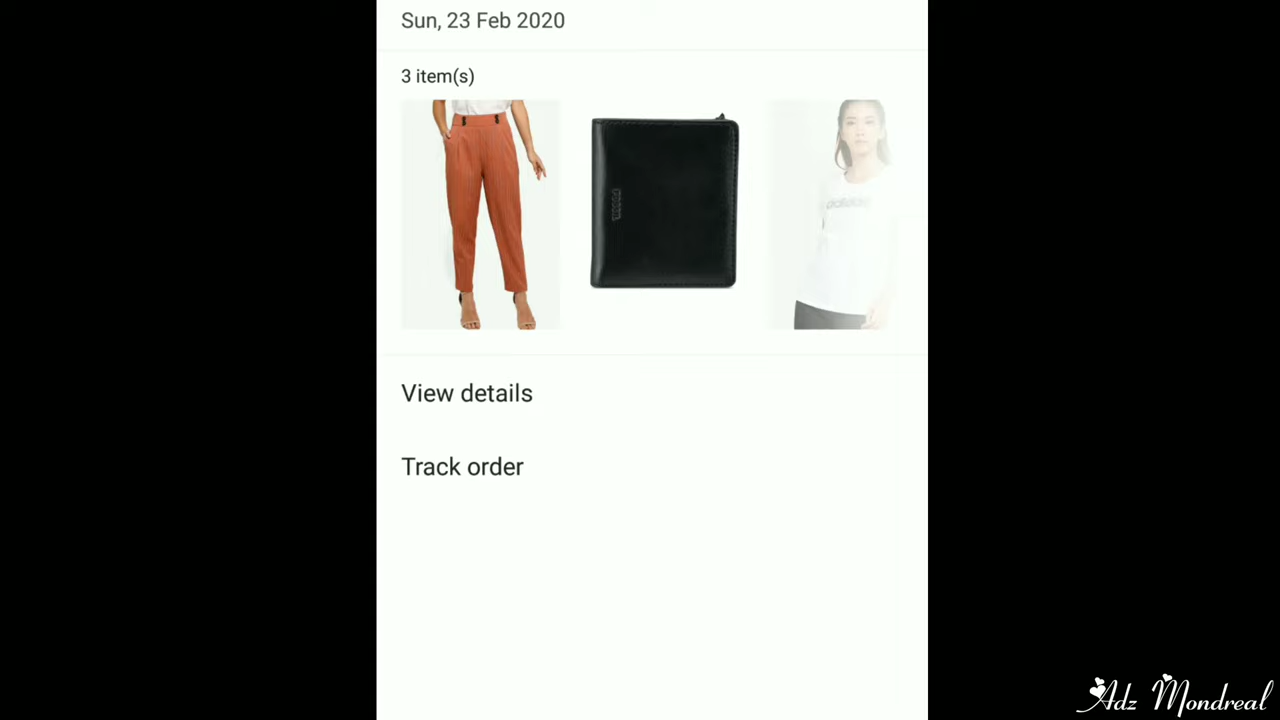 Sun, 23 Feb 2020
3 item(s)
View details
Track order
Adz Mondreal